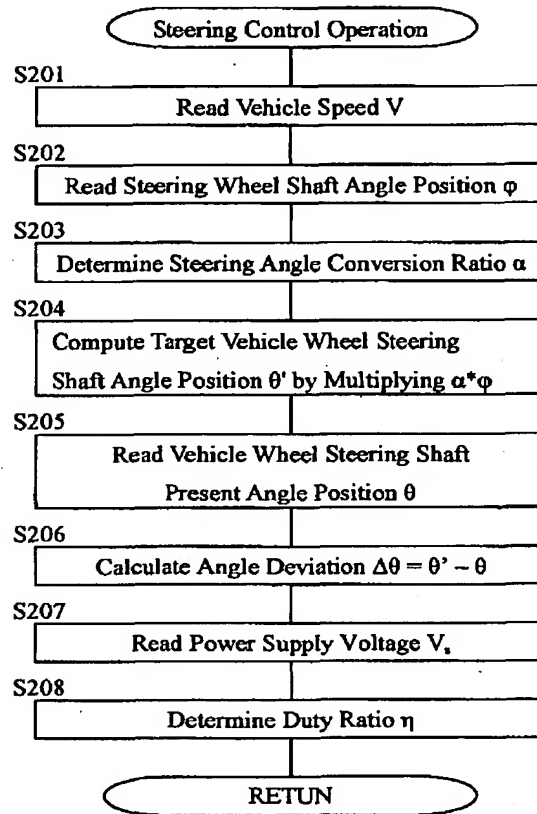 Steering Control Operation
S201
Read Vehicle Speed V
S202
Read Steering Wheel Shaft Angle Position φ
S203
Determine Steering Angle Conversion Ratio α
S204
Compute Target Vehicle Wheel Steering
Shaft Angle Position θ' by Multiplying α*φ
S205
Read Vehicle Wheel Steering Shaft
Present Angle Position θ
S206
Calculate Angle Deviation Δθ = θ’ − θ
S207
Read Power Supply Voltage Vs
S208
Determine Duty Ratio η
RETUN